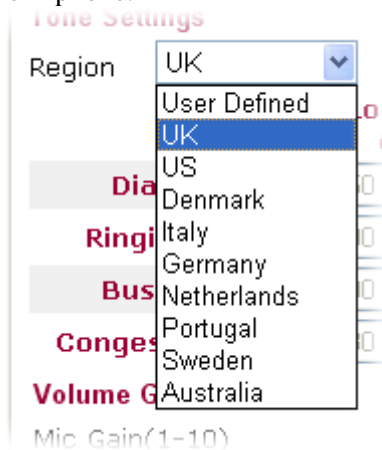 Tone Settings
Region UK
User Defined
UK
US
Denmark
Italy
Germany
Netherlands
Portugal
Sweden
Australia
Volume
Mic Gain(1-10)